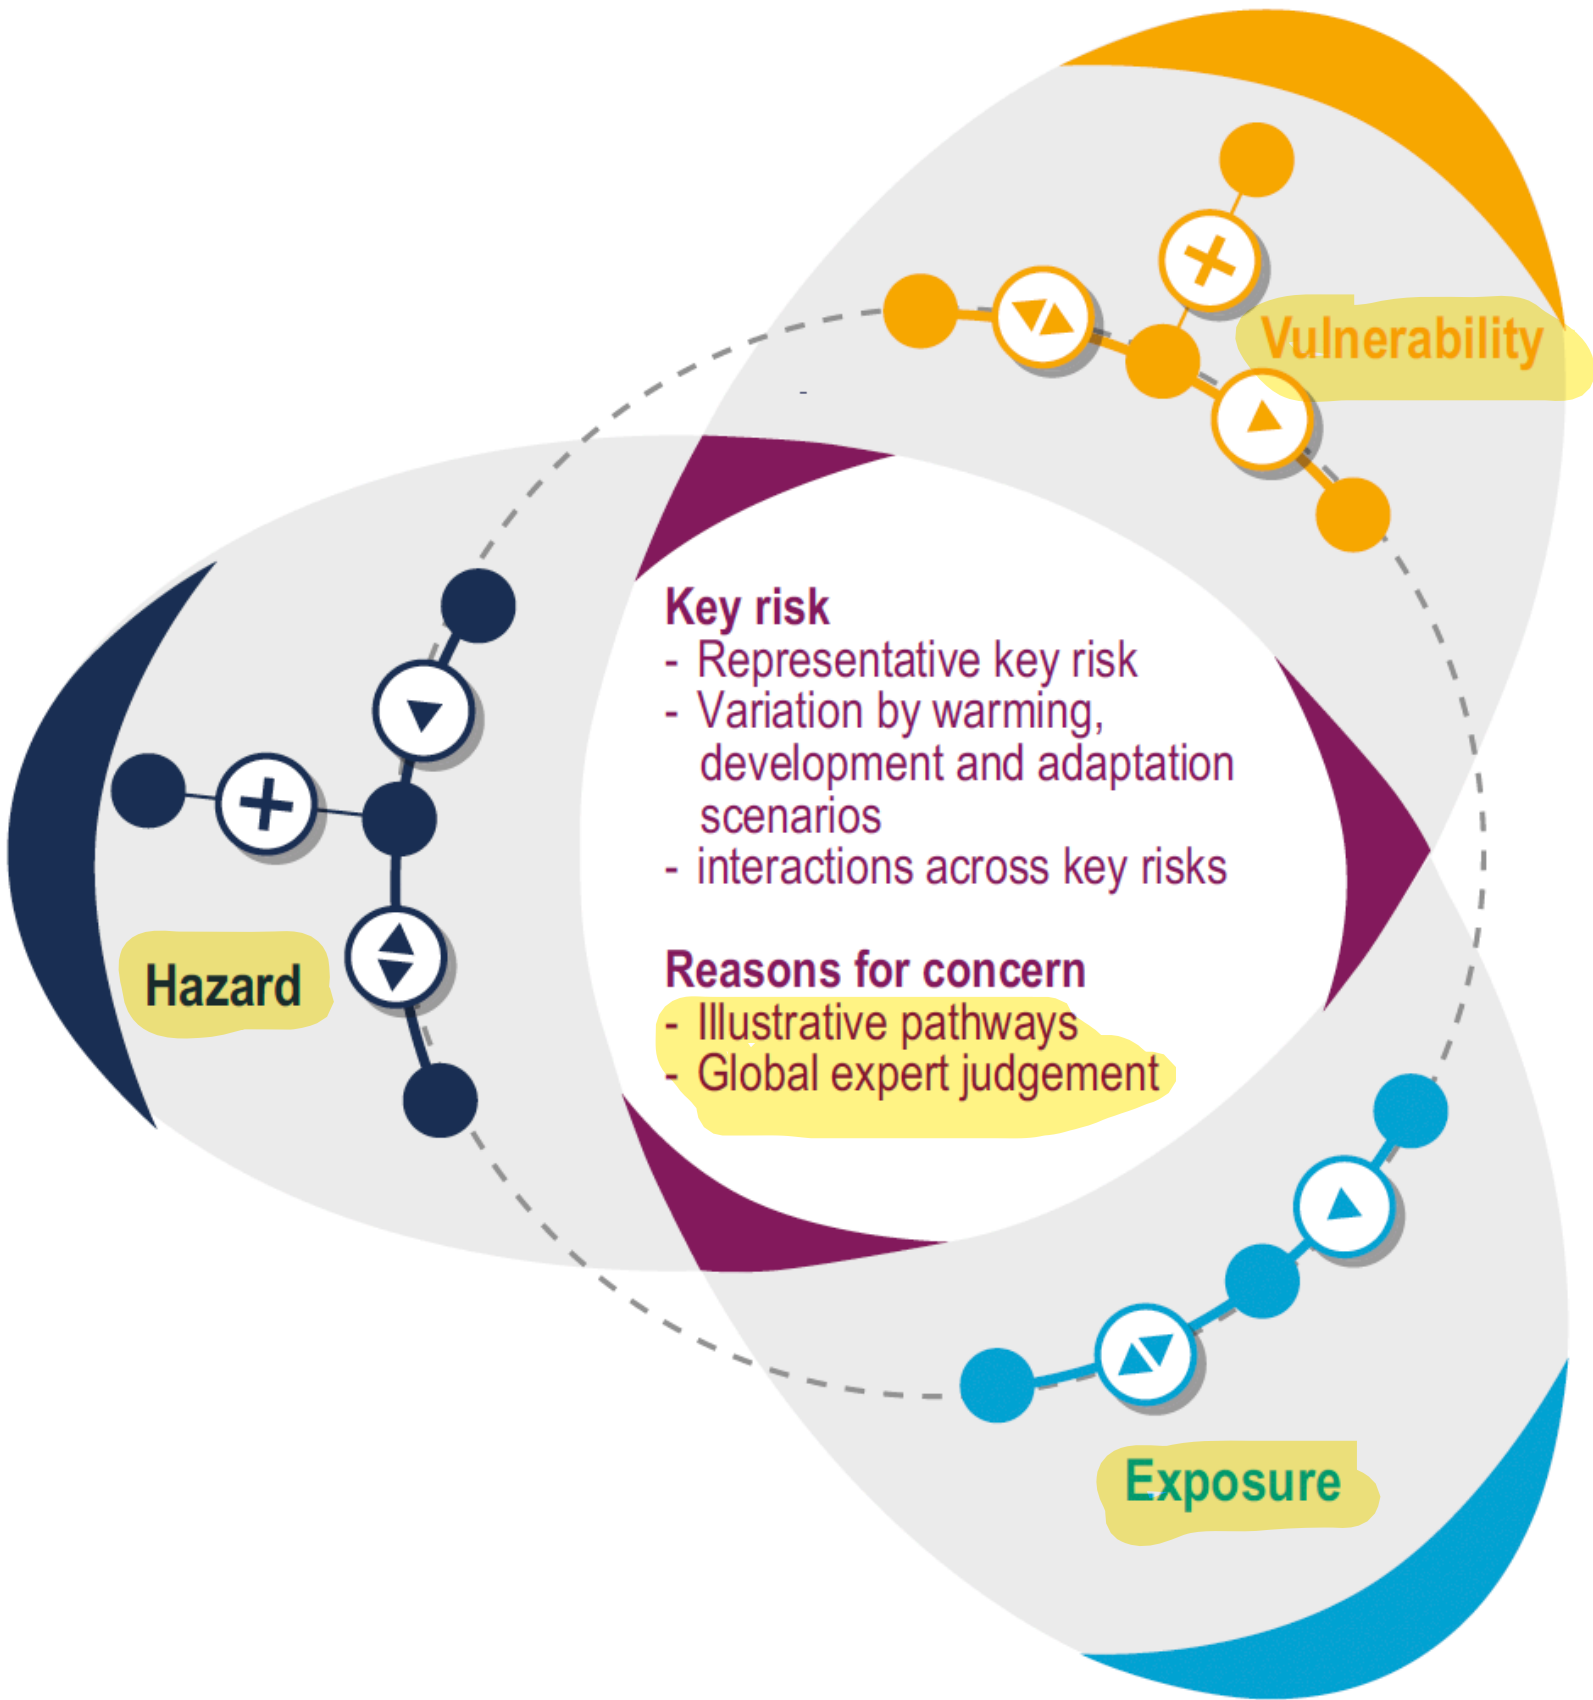 Vulnerability
Key risk
- Representative key risk
- Variation by warming,
development and adaptation
scenarios
- interactions across key risks
Hazard
Reasons for concern
- Illustrative pathways
- Global expert judgement
Exposure